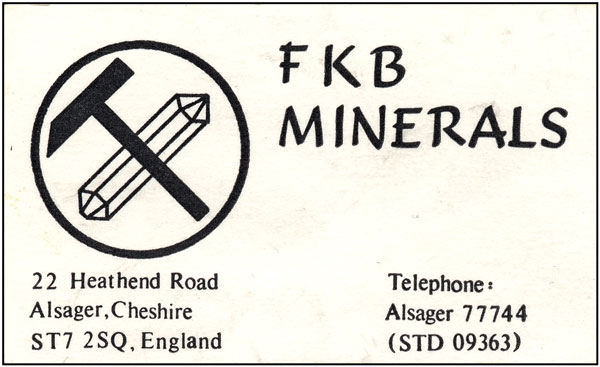 FKB
MINERALS
22 Heathend Road
Alsager, Cheshire
ST7 2SQ, England
Telephone:
Alsager 77744
(STD 09363)